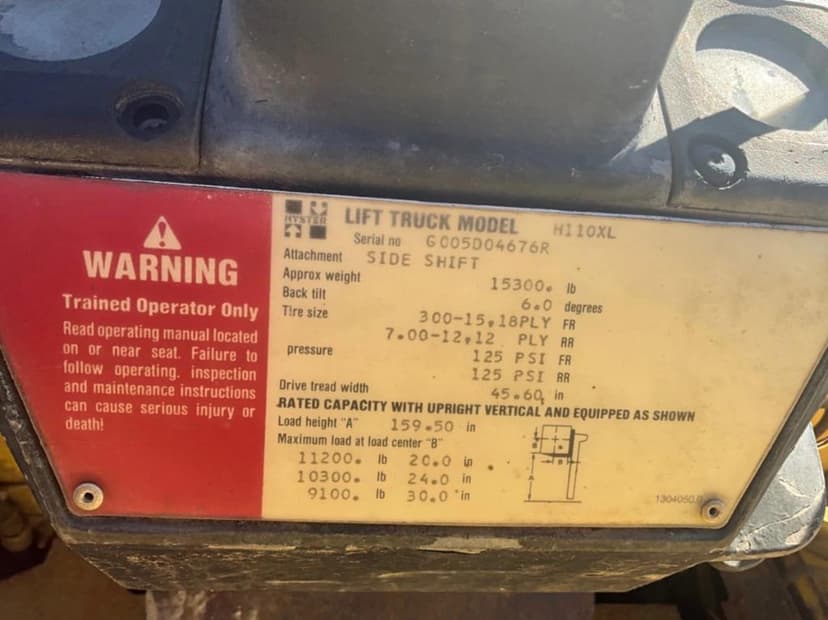 WARNING
Trained Operator Only
Read operating manual located
on or near seat. Failure to
follow operating. inspection
and maintenance instructions
can cause serious injury or
death!
HYSTER
LIFT TRUCK MODEL H110XL
Serial no G005D04676R
Attachment SIDE SHIFT
Approx weight 15300. lb
Back tilt 6.0 degrees
Tire size 300-15,18PLY FR
7.00-12,12 PLY RR
pressure 125 PSI FR
125 PSI RR
Drive tread width 45.60 in
RATED CAPACITY WITH UPRIGHT VERTICAL AND EQUIPPED AS SHOWN
Load height "A" 159.50 in
Maximum load at load center "B"
11200. lb 20.0 in
10300. lb 24.0 in
9100. lb 30.0 in
B
B
A
1304050.0